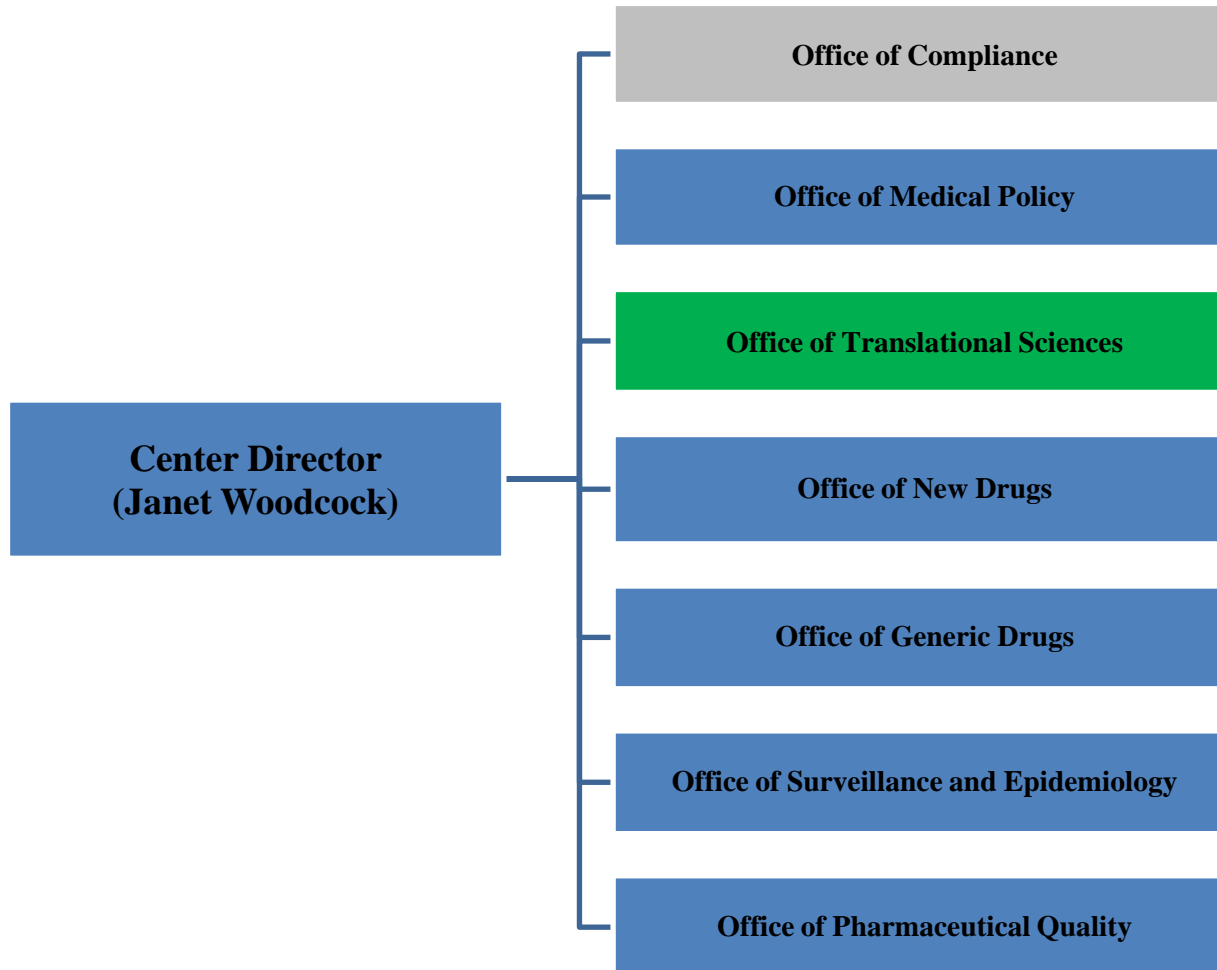 Office of Compliance
Office of Medical Policy
Office of Translational Sciences
Center Director
(Janet Woodcock)
Office of New Drugs
Office of Generic Drugs
Office of Surveillance and Epidemiology
Office of Pharmaceutical Quality